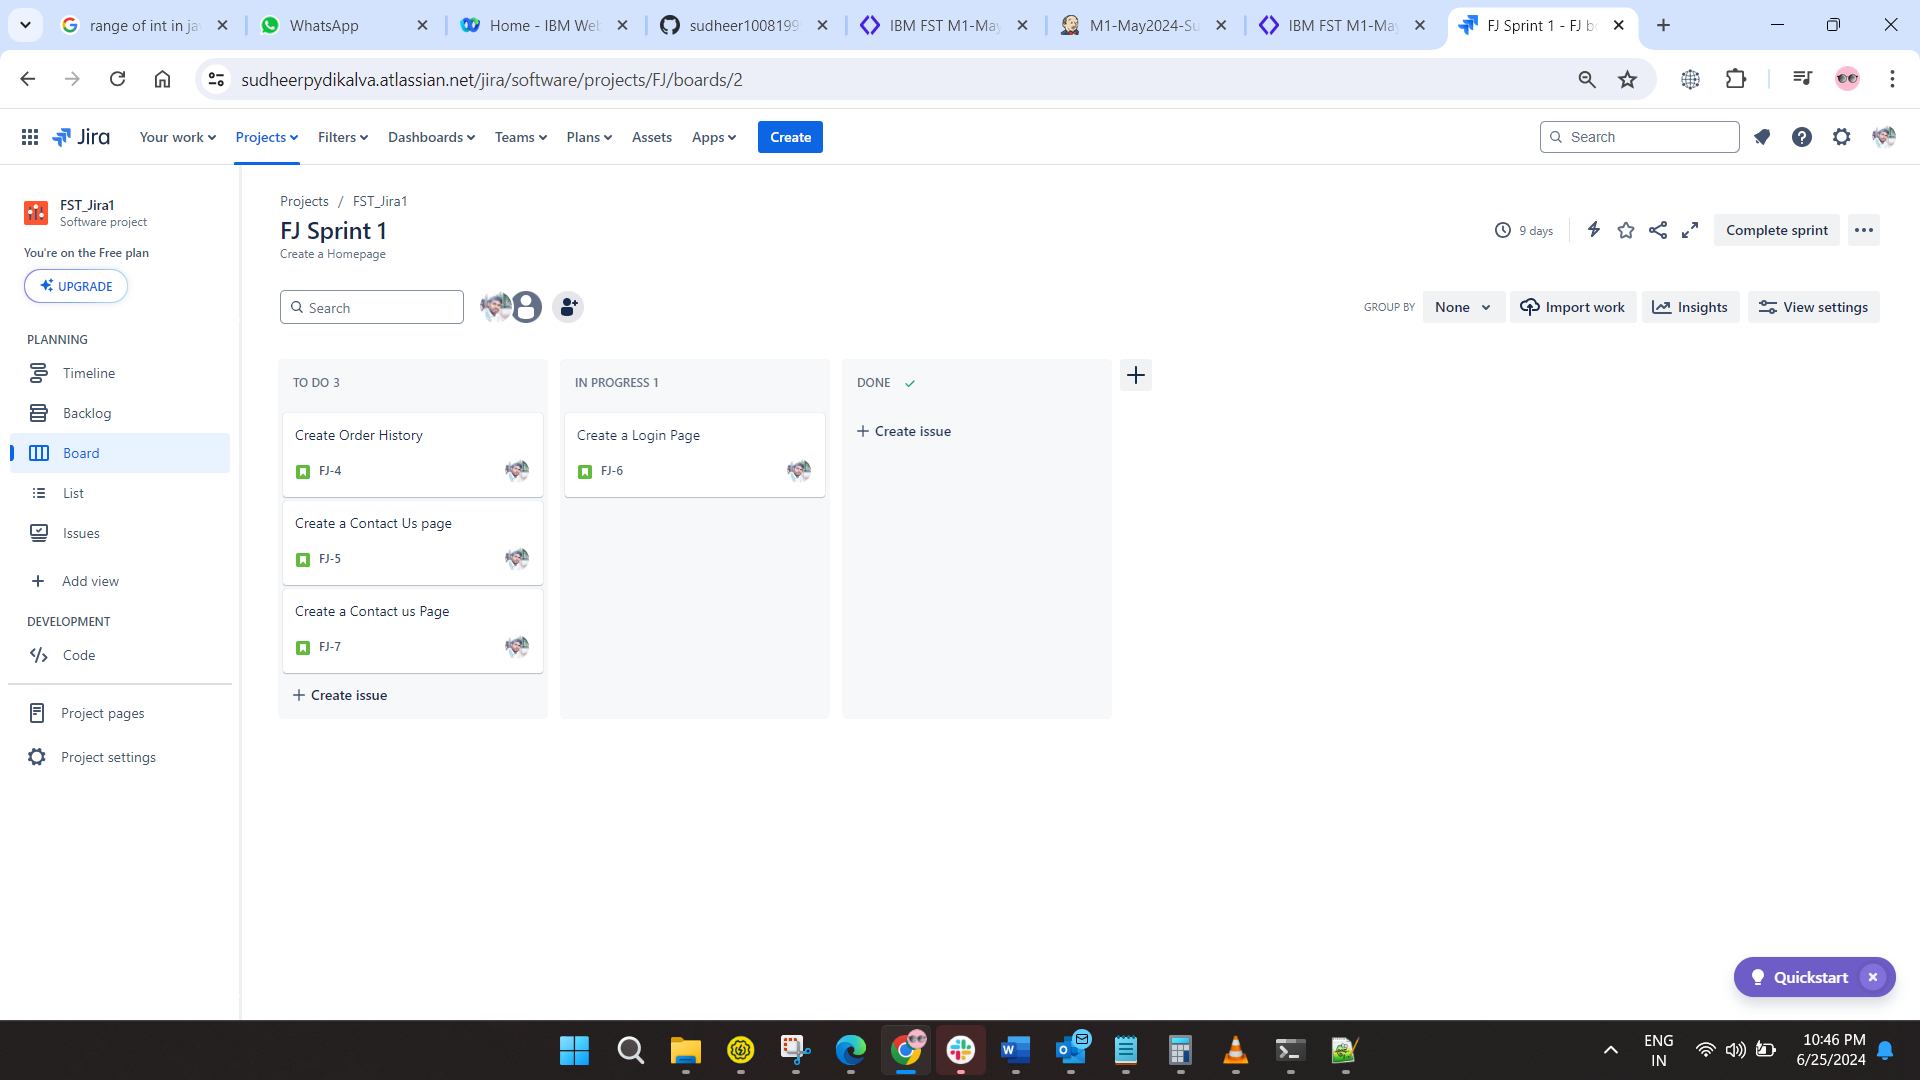 range of int in ja
WhatsApp
Home - IBM Web
sudheer1008199
IBM FST M1-May
M1-May2024-Su
IBM FST M1-May
FJ Sprint 1 - FJ bo
sudheerpydikalva.atlassian.net/jira/software/projects/FJ/boards/2
Jira
Your work
Projects
Filters
Dashboards
Teams
Plans
Assets
Apps
Create
Search
FST_Jira1
Software project
You're on the Free plan
UPGRADE
PLANNING
Timeline
Backlog
Board
List
Issues
Add view
DEVELOPMENT
Code
Project pages
Project settings
Projects / FST_Jira1
FJ Sprint 1
Create a Homepage
9 days
Complete sprint
Search
GROUP BY
None
Import work
Insights
View settings
TO DO 3
Create Order History
FJ-4
Create a Contact Us page
FJ-5
Create a Contact us Page
FJ-7
+ Create issue
IN PROGRESS 1
Create a Login Page
FJ-6
DONE
+ Create issue
Quickstart
ENG
IN
10:46 PM
6/25/2024